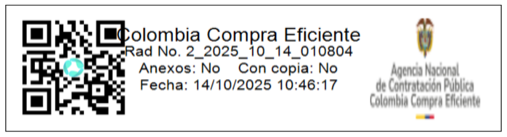 Colombia Compra Eficiente
Rad No. 2_2025_10_14_010804
Anexos: No Con copia: No
Fecha: 14/10/2025 10:46:17
Agencia Nacional
de Contratación Pública
Colombia Compra Eficiente